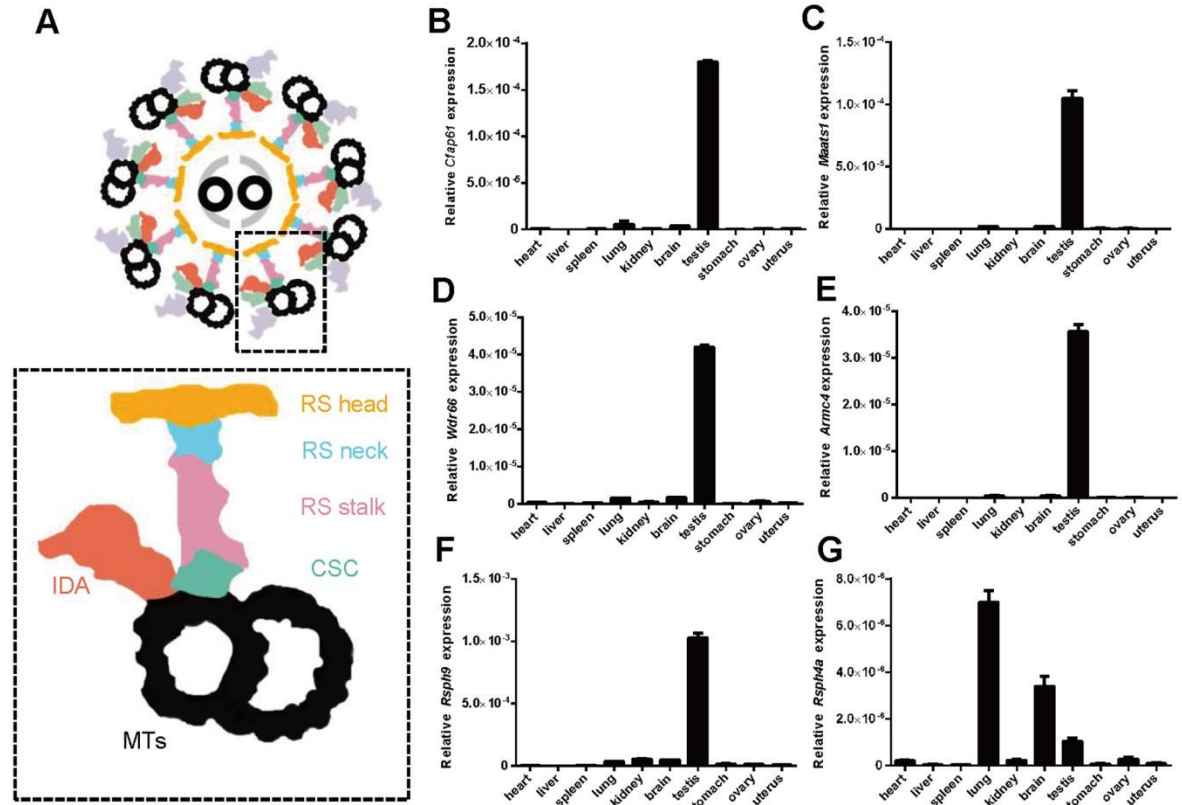 A
RS head
RS neck
RS stalk
IDA
CSC
MTs
B
Relative Cfap61 expression
2.0×10⁻⁴
1.5×10⁻⁴
1.0×10⁻⁴
5.0×10⁻⁵
0
heart liver spleen lung kidney brain testis stomach ovary uterus
C
Relative Maats1 expression
1.5×10⁻⁴
1.0×10⁻⁴
5.0×10⁻⁵
0
heart liver spleen lung kidney brain testis stomach ovary uterus
D
Relative Wdr66 expression
5.0×10⁻⁵
4.0×10⁻⁵
3.0×10⁻⁵
2.0×10⁻⁵
1.0×10⁻⁵
0
heart liver spleen lung kidney brain testis stomach ovary uterus
E
Relative Armc4 expression
4.0×10⁻⁵
3.0×10⁻⁵
2.0×10⁻⁵
1.0×10⁻⁵
0
heart liver spleen lung kidney brain testis stomach ovary uterus
F
Relative Rsph9 expression
1.5×10⁻³
1.0×10⁻³
5.0×10⁻⁴
0
heart liver spleen lung kidney brain testis stomach ovary uterus
G
Relative Rsph4a expression
8.0×10⁻⁶
6.0×10⁻⁶
4.0×10⁻⁶
2.0×10⁻⁶
0
heart liver spleen lung kidney brain testis stomach ovary uterus